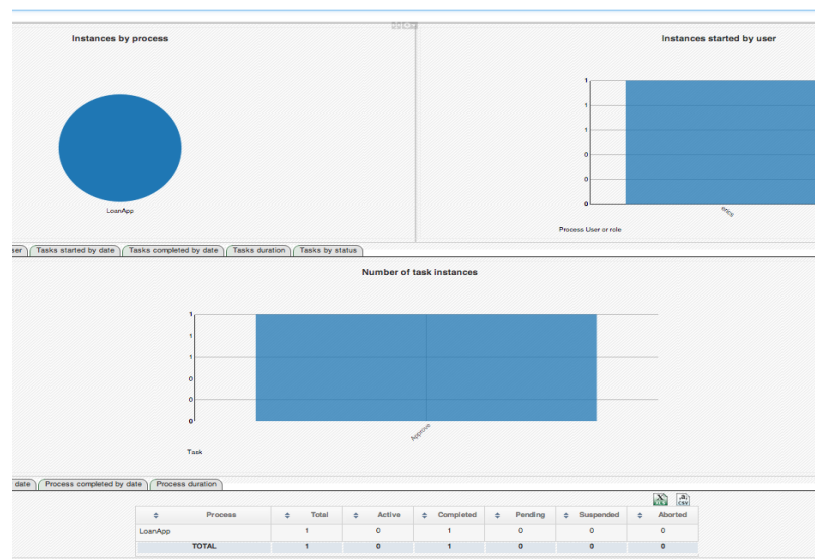 Instances by process
Instances started by user
1
1
1
0
0
0
LoanApp
erics
Process User or role
ser
Tasks started by date
Tasks completed by date
Tasks duration
Tasks by status
Number of task instances
1
1
1
0
0
0
Approve
Task
date
Process completed by date
Process duration
XLS CSV
Process Total Active Completed Pending Suspended Aborted
LoanApp 1 0 1 0 0 0
TOTAL 1 0 1 0 0 0